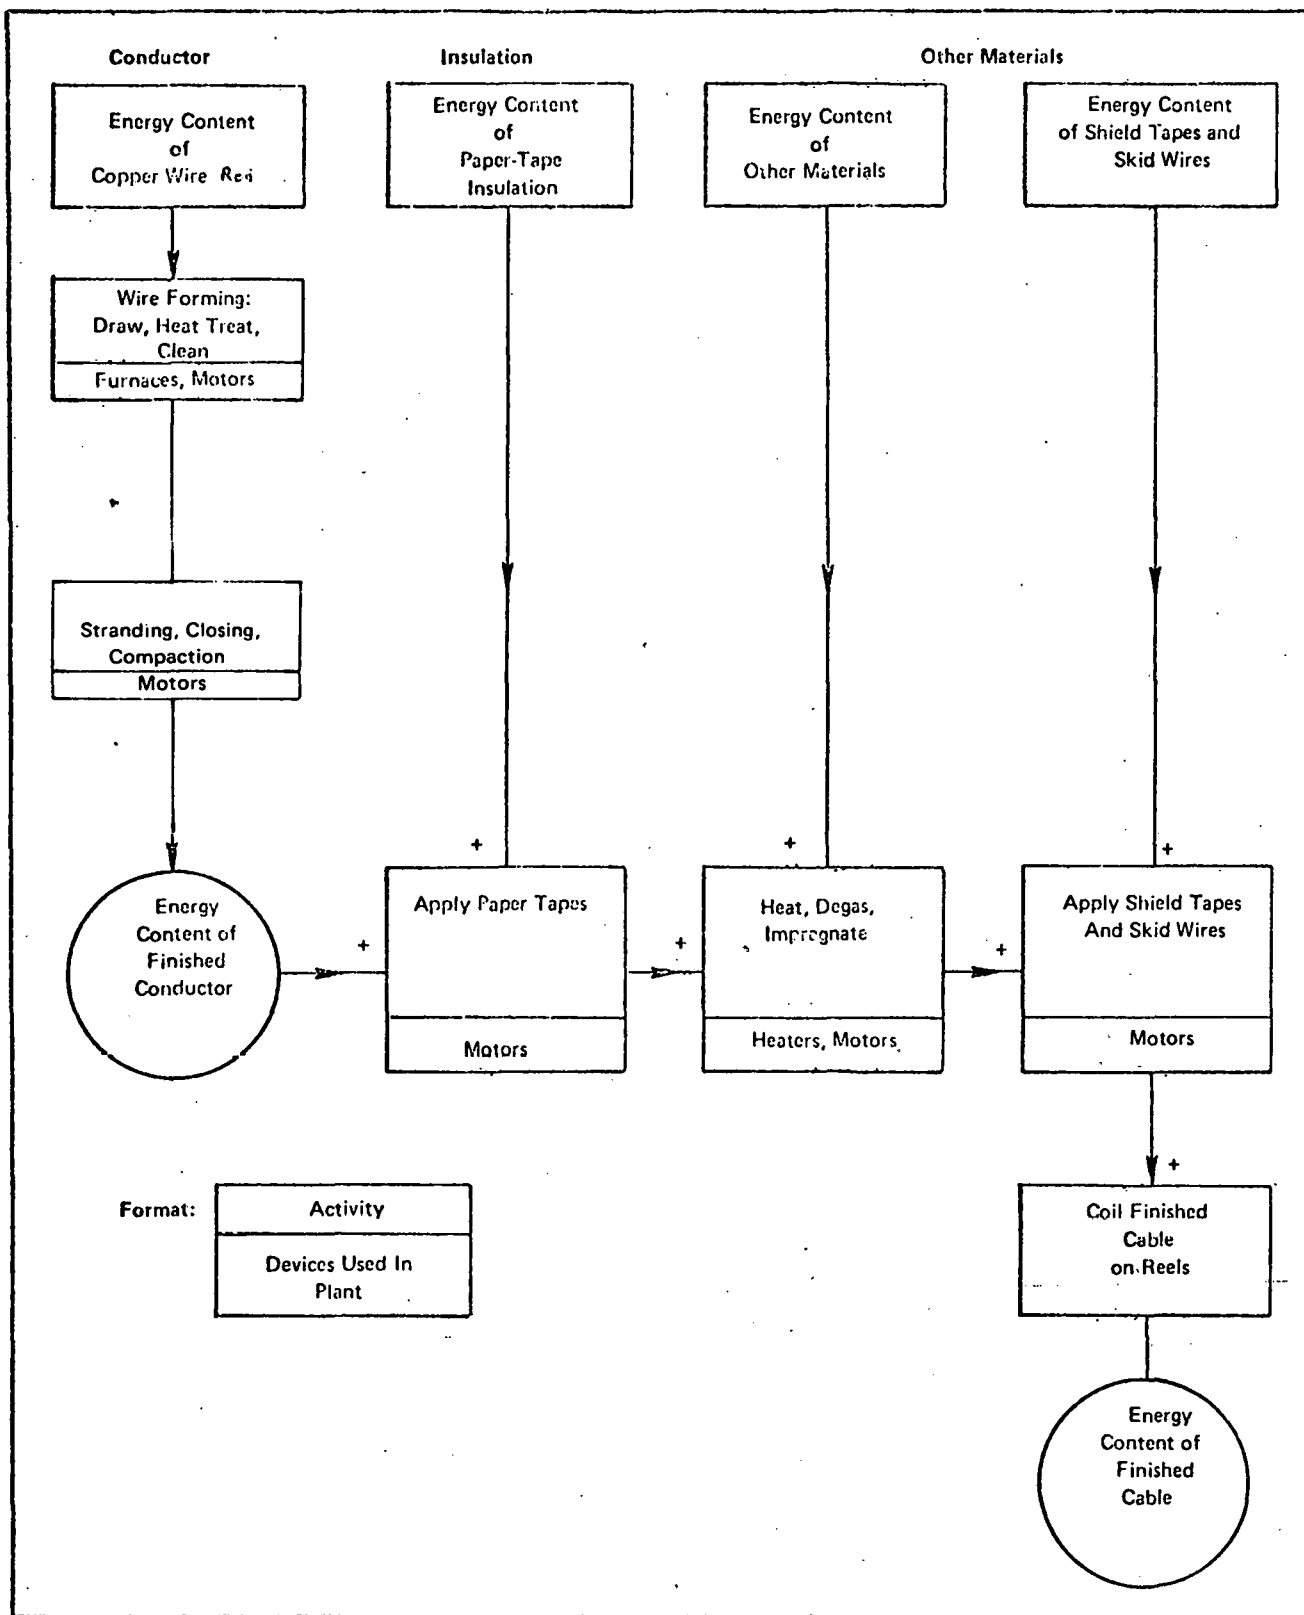 Conductor
Insulation
Other Materials
Energy Content
of
Copper Wire
Energy Content
of
Paper-Tape
Insulation
Energy Content
of
Other Materials
Energy Content
of Shield Tapes and
Skid Wires
Wire Forming:
Draw, Heat Treat,
Clean
Furnaces, Motors
Stranding, Closing,
Compaction
Motors
+
+
+
Energy
Content of
Finished
Conductor
+
Apply Paper Tapes
Motors
+
Heat, Degas,
Impregnate
Heaters, Motors
+
Apply Shield Tapes
And Skid Wires
Motors
+
Format:
Activity
Devices Used In
Plant
Coil Finished
Cable
on Reels
Energy
Content of
Finished
Cable